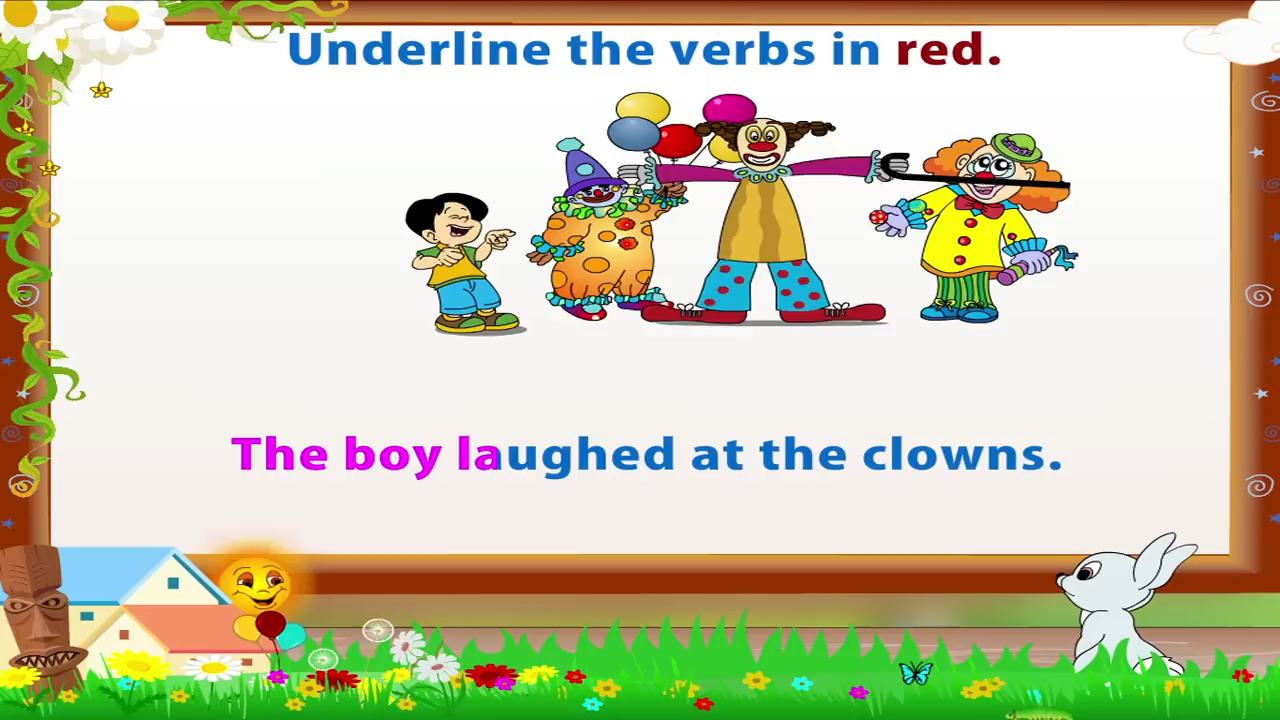 Underline the verbs in red.
The boy laughed at the clowns.